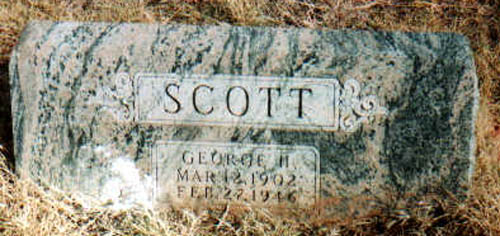 SCOTT
GEORGE H.
MAR. 12, 1902
FEB. 27, 1946